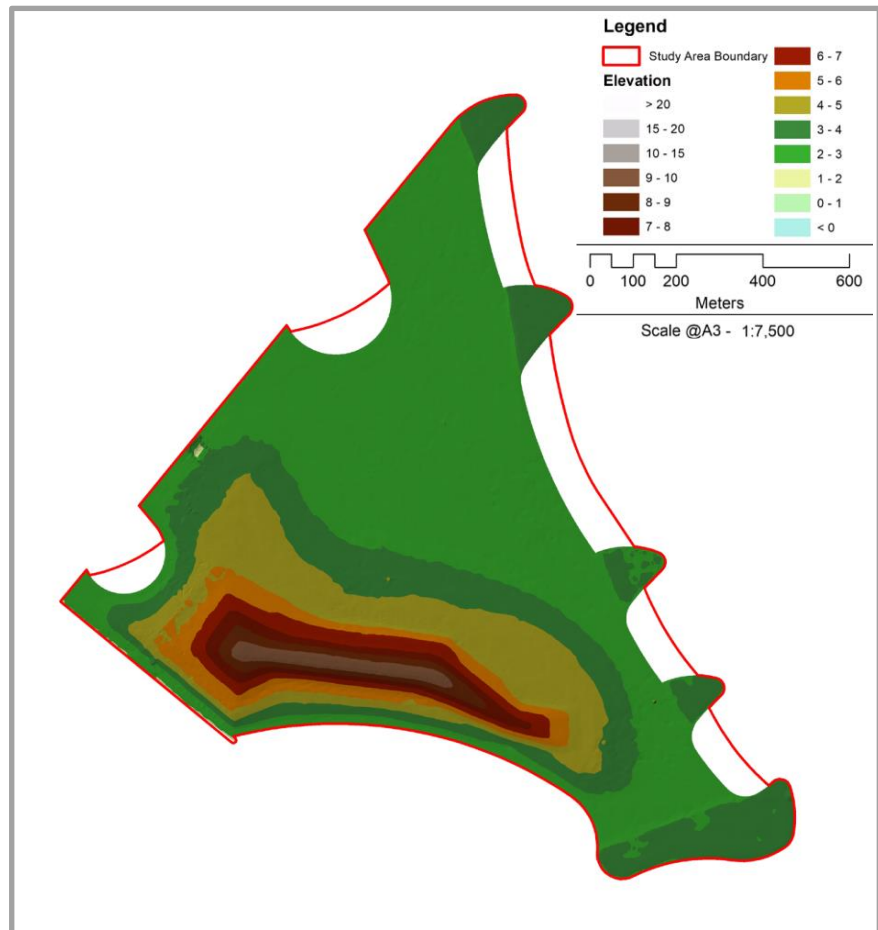 Legend
Study Area Boundary
Elevation
> 20
15 - 20
10 - 15
9 - 10
8 - 9
7 - 8
6 - 7
5 - 6
4 - 5
3 - 4
2 - 3
1 - 2
0 - 1
< 0
0 100 200 400 600
Meters
Scale @A3 - 1:7,500